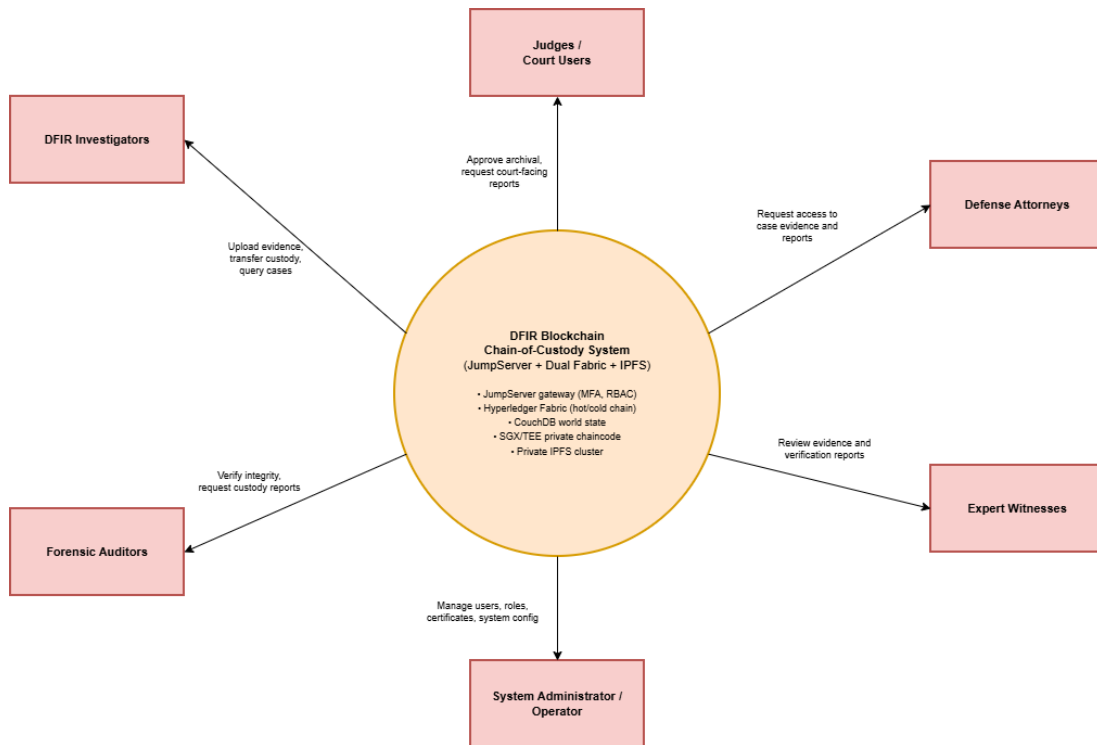 Judges /
Court Users
DFIR Investigators
Approve archival,
request court-facing
reports
Defense Attorneys
Request access to
case evidence and
reports
Upload evidence,
transfer custody,
query cases
DFIR Blockchain
Chain-of-Custody System
(JumpServer + Dual Fabric + IPFS)
• JumpServer gateway (MFA, RBAC)
• Hyperledger Fabric (hot/cold chain)
• CouchDB world state
• SGX/TEE private chaincode
• Private IPFS cluster
Review evidence and
verification reports
Verify integrity,
request custody reports
Expert Witnesses
Forensic Auditors
Manage users, roles,
certificates, system config
System Administrator /
Operator